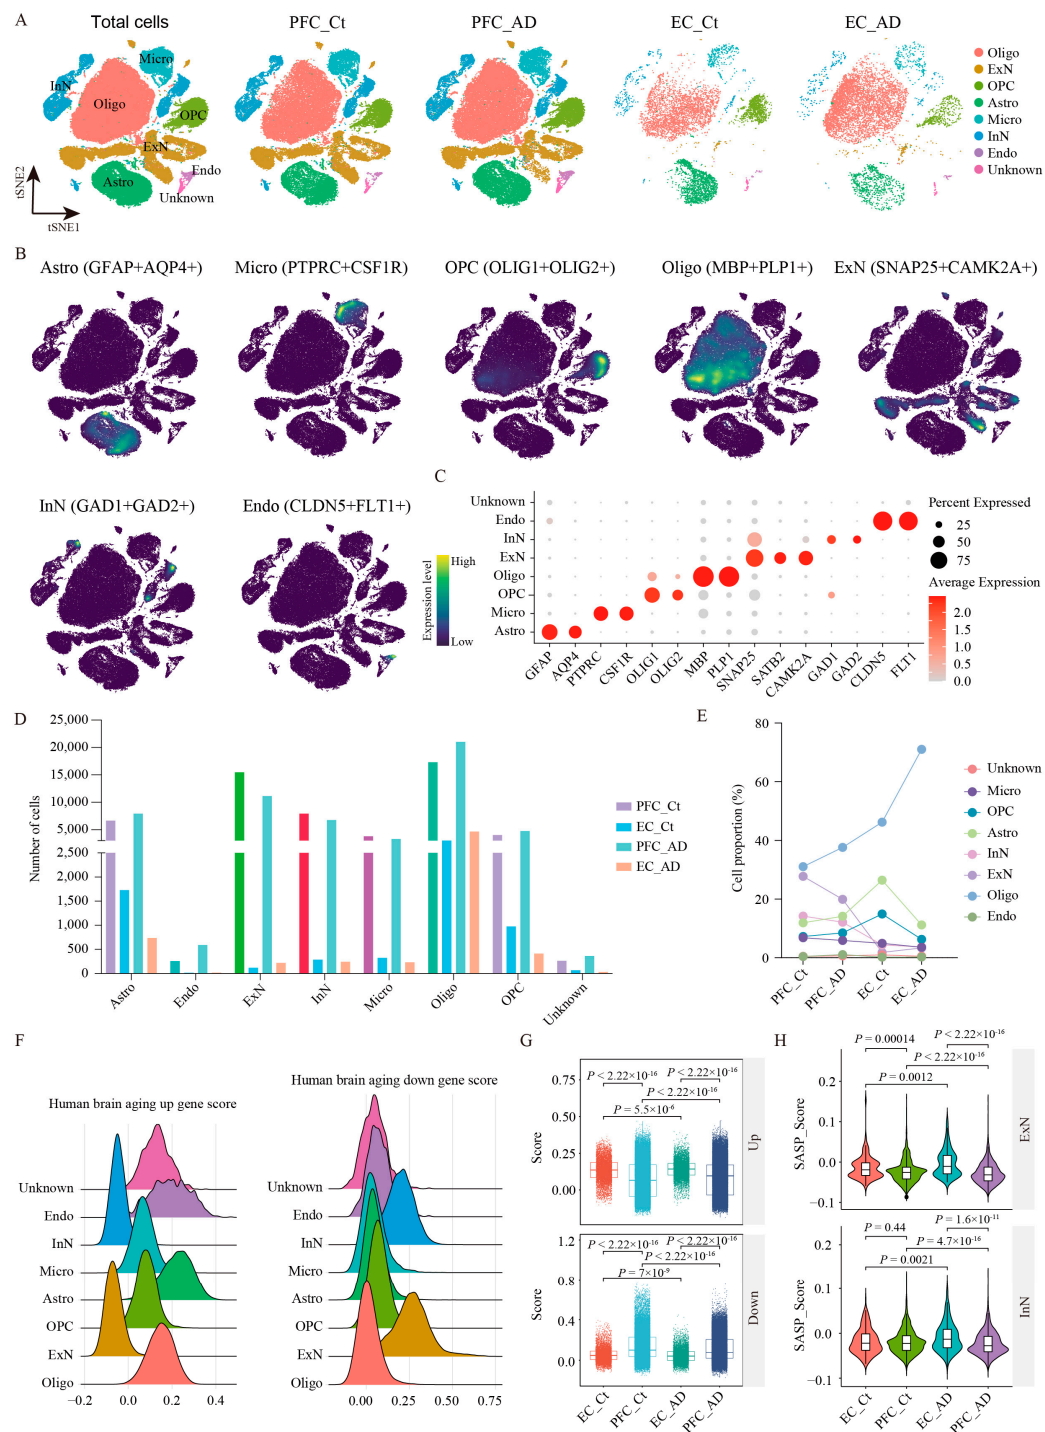 A
Total cells
PFC_Ct
PFC_AD
EC_Ct
EC_AD
Micro
InN
Oligo
OPC
ExN
Astro
Endo
Unknown
tSNE2
tSNE1
Oligo
ExN
OPC
Astro
Micro
InN
Endo
Unknown
B
Astro (GFAP+AQP4+)
Micro (PTPRC+CSF1R)
OPC (OLIG1+OLIG2+)
Oligo (MBP+PLP1+)
ExN (SNAP25+CAMK2A+)
InN (GAD1+GAD2+)
Endo (CLDN5+FLT1+)
Expression level
High
Low
C
Unknown
Endo
InN
ExN
Oligo
OPC
Micro
Astro
GFAP
AQP4
PTPRC
CSF1R
OLIG1
OLIG2
MBP
PLP1
SNAP25
SATB2
CAMK2A
GAD1
GAD2
CLDN5
FLT1
Percent Expressed
25
50
75
Average Expression
2.0
1.5
1.0
0.5
0.0
D
Number of cells
25,000
20,000
15,000
10,000
5,000
2,500
2,000
1,500
1,000
500
0
Astro
Endo
ExN
InN
Micro
Oligo
OPC
Unknown
PFC_Ct
EC_Ct
PFC_AD
EC_AD
E
Cell proportion (%)
80
60
40
20
0
PFC_Ct
PFC_AD
EC_Ct
EC_AD
Unknown
Micro
OPC
Astro
InN
ExN
Oligo
Endo
F
Human brain aging up gene score
Unknown
Endo
InN
Micro
Astro
OPC
ExN
Oligo
−0.2
0.0
0.2
0.4
Human brain aging down gene score
Unknown
Endo
InN
Micro
Astro
OPC
ExN
Oligo
0.00
0.25
0.50
0.75
G
Score
0.75
0.50
0.25
0.00
P < 2.22×10⁻¹⁶
P < 2.22×10⁻¹⁶
P < 2.22×10⁻¹⁶
P = 5.5×10⁻⁶
Up
Score
1.2
0.8
0.4
0.0
P < 2.22×10⁻¹⁶
P < 2.22×10⁻¹⁶
P < 2.22×10⁻¹⁶
P = 7×10⁻⁹
Down
EC_Ct
PFC_Ct
EC_AD
PFC_AD
H
SASP_Score
0.2
0.0
−0.1
P = 0.00014
P < 2.22×10⁻¹⁶
P < 2.22×10⁻¹⁶
P = 0.0012
ExN
SASP_Score
0.2
0.0
−0.1
P = 0.44
P = 1.6×10⁻¹¹
P = 4.7×10⁻¹⁶
P = 0.0021
InN
EC_Ct
PFC_Ct
EC_AD
PFC_AD